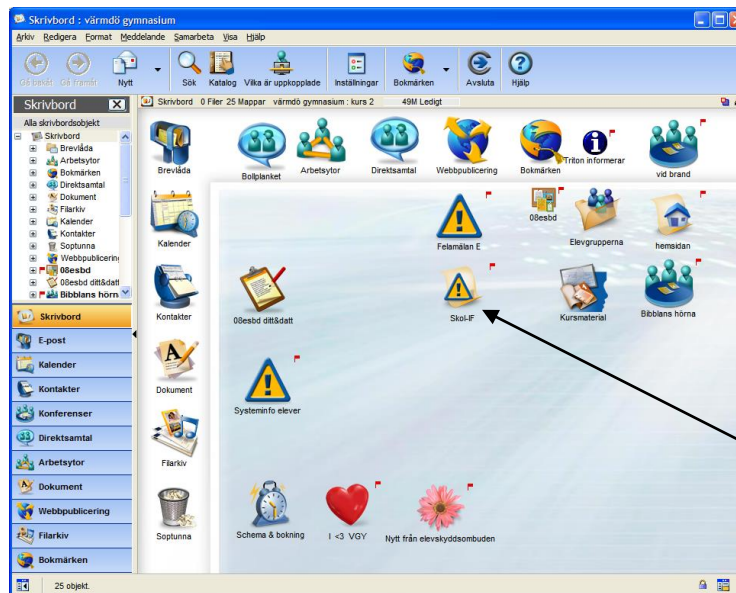 Skrivbord : värmdö gymnasium
Arkiv Redigera Format Meddelande Samarbeta Visa Hjälp
Gå bakåt Gå framåt Nytt Sök Katalog Vilka är uppkopplade Inställningar Bokmärken Avsluta Hjälp
Skrivbord
Skrivbord 0 Filer 25 Mappar värmdö gymnasium : kurs 2 49M Ledigt
Alla skrivbordsobjekt
Skrivbord
Brevlåda
Arbetsytor
Bokmärken
Direktsamtal
Dokument
Filarkiv
Kalender
Kontakter
Soptunna
Webbpublicering
08esbd
08esbd ditt&datt
Bibblans hörna
Skrivbord
E-post
Kalender
Kontakter
Konferenser
Direktsamtal
Arbetsytor
Dokument
Webbpublicering
Filarkiv
Bokmärken
Brevlåda
Bollplanket
Arbetsytor
Direktsamtal
Webbpublicering
Bokmärken
Triton informerar
vid brand
Kalender
Felamälan E
08esbd
Elevgrupperna
hemsidan
Kontakter
08esbd ditt&datt
Skol-IF
Kursmaterial
Bibblans hörna
Dokument
Systeminfo elever
Filarkiv
Soptunna
Schema & bokning
I <3 VGY
Nytt från elevskyddsombuden
25 objekt.